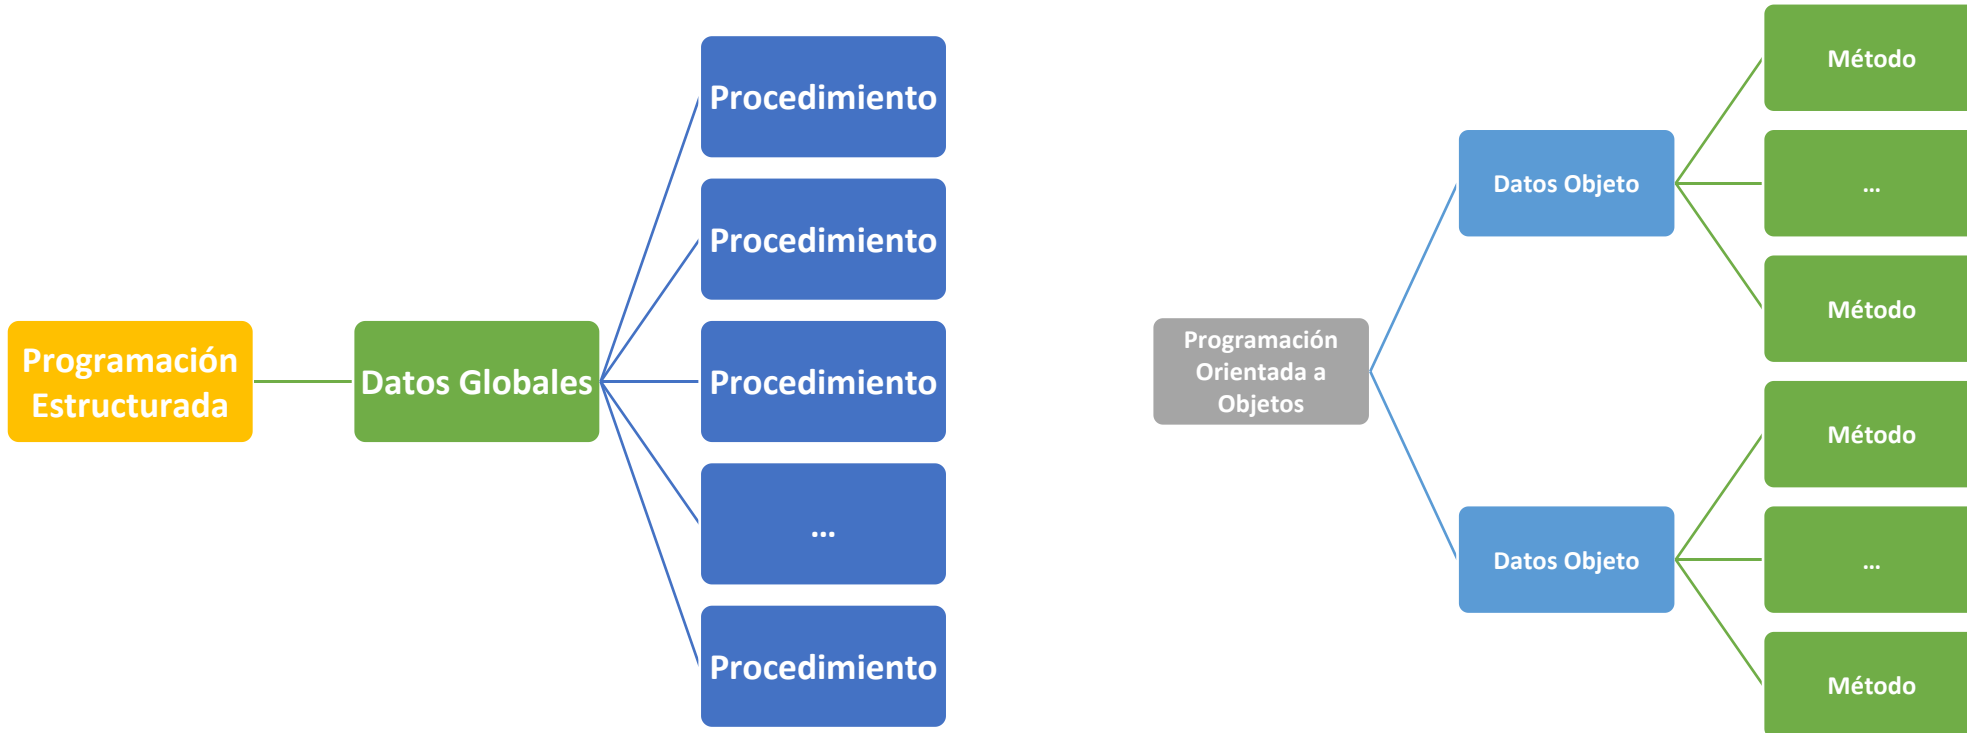 Programación
Estructurada
Datos Globales
Procedimiento
Procedimiento
Procedimiento
...
Procedimiento
Programación
Orientada a
Objetos
Datos Objeto
Método
...
Método
Datos Objeto
Método
...
Método